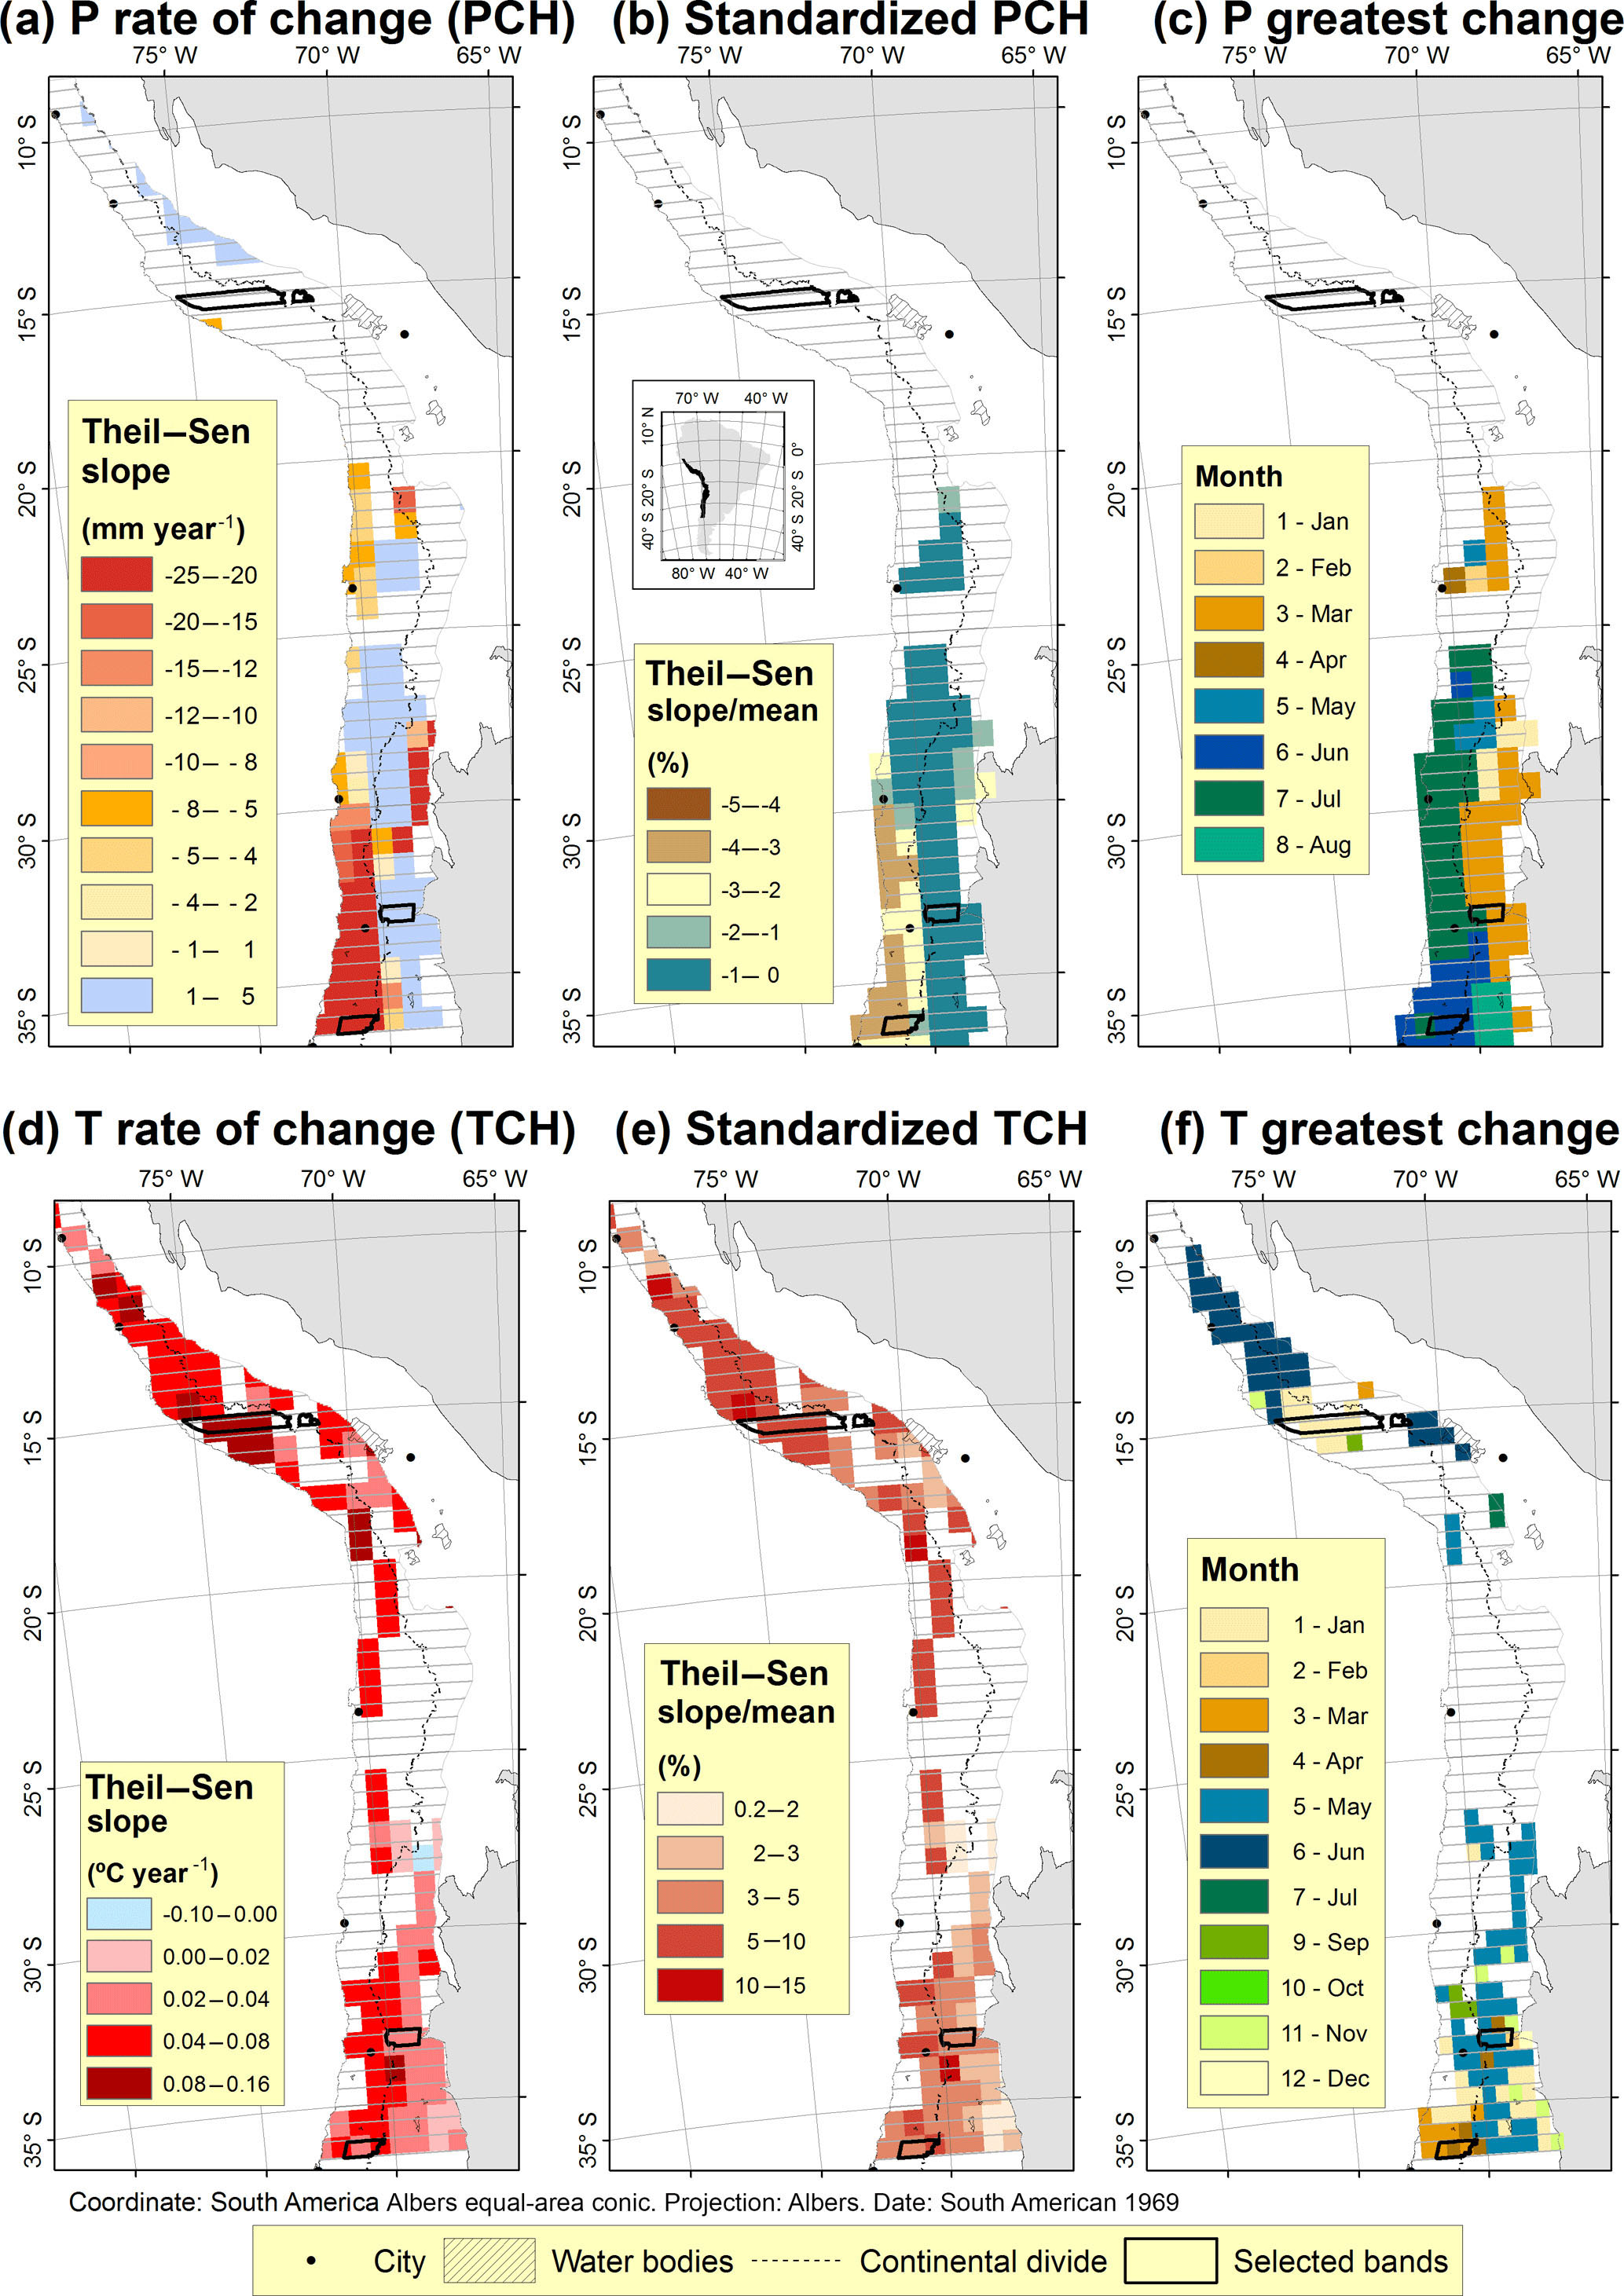 (a) P rate of change (PCH)
75° W 70° W 65° W
10° S
15° S
20° S
25° S
30° S
35° S
Theil–Sen
slope
(mm year-1)
-25–-20
-20–-15
-15–-12
-12–-10
-10– - 8
- 8– - 5
- 5– - 4
- 4– - 2
- 1– 1
1– 5
(b) Standardized PCH
75° W 70° W 65° W
10° S
15° S
20° S
25° S
30° S
35° S
70° W 40° W
10° N
40° S 20° S
0°
40° S 20° S
80° W 40° W
Theil–Sen
slope/mean
(%)
-5–-4
-4–-3
-3–-2
-2–-1
-1– 0
(c) P greatest change
75° W 70° W 65° W
10° S
15° S
20° S
25° S
30° S
35° S
Month
1 - Jan
2 - Feb
3 - Mar
4 - Apr
5 - May
6 - Jun
7 - Jul
8 - Aug
(d) T rate of change (TCH)
75° W 70° W 65° W
10° S
15° S
20° S
25° S
30° S
35° S
Theil–Sen
slope
(ºC year-1)
-0.10–0.00
0.00–0.02
0.02–0.04
0.04–0.08
0.08–0.16
(e) Standardized TCH
75° W 70° W 65° W
10° S
15° S
20° S
25° S
30° S
35° S
Theil–Sen
slope/mean
(%)
0.2–2
2–3
3–5
5–10
10–15
(f) T greatest change
75° W 70° W 65° W
10° S
15° S
20° S
25° S
30° S
35° S
Month
1 - Jan
2 - Feb
3 - Mar
4 - Apr
5 - May
6 - Jun
7 - Jul
9 - Sep
10 - Oct
11 - Nov
12 - Dec
Coordinate: South America Albers equal-area conic. Projection: Albers. Date: South American 1969
City Water bodies Continental divide Selected bands